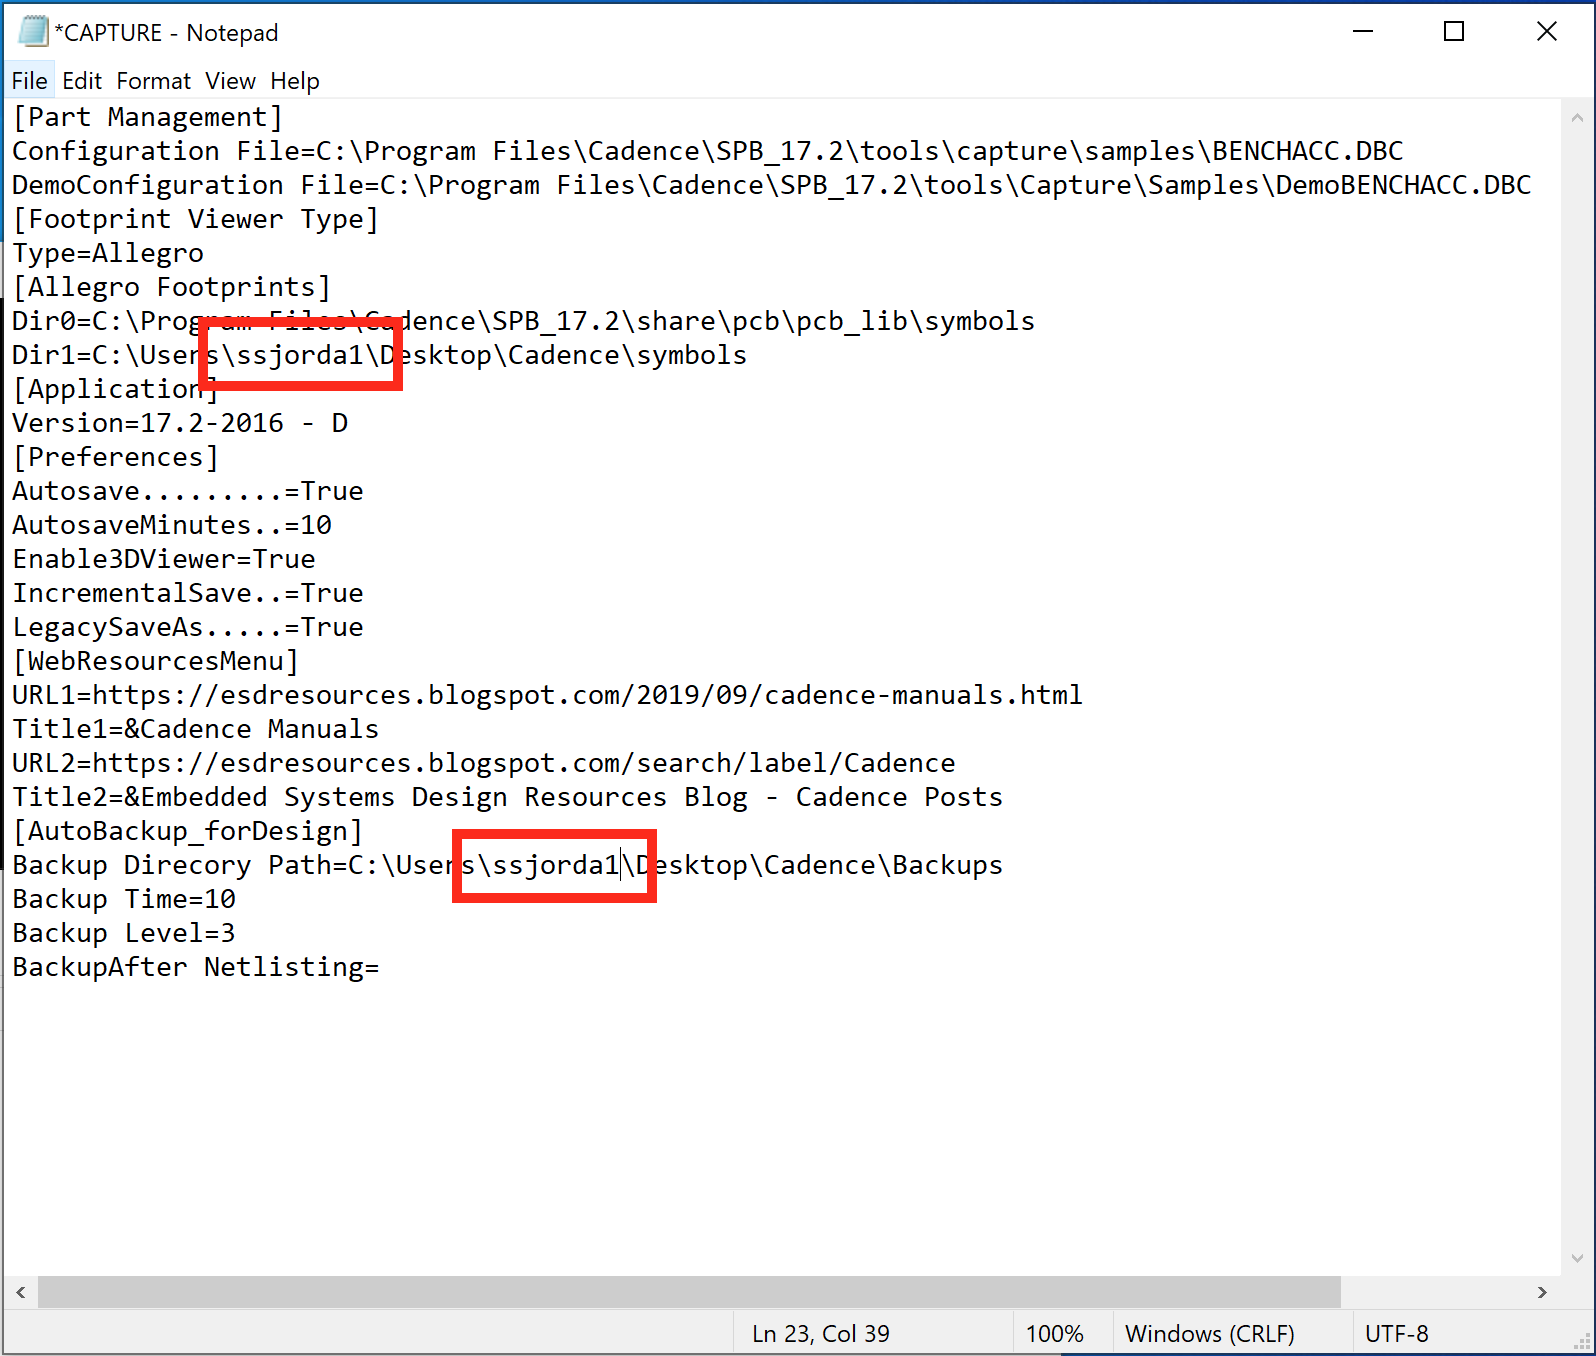 *CAPTURE - Notepad
File Edit Format View Help
[Part Management]
Configuration File=C:\Program Files\Cadence\SPB_17.2\tools\capture\samples\BENCHACC.DBC
DemoConfiguration File=C:\Program Files\Cadence\SPB_17.2\tools\Capture\Samples\DemoBENCHACC.DBC
[Footprint Viewer Type]
Type=Allegro
[Allegro Footprints]
Dir0=C:\Program Files\Cadence\SPB_17.2\share\pcb\pcb_lib\symbols
Dir1=C:\Users\ssjorda1\Desktop\Cadence\symbols
[Application]
Version=17.2-2016 - D
[Preferences]
Autosave.........=True
AutosaveMinutes..=10
Enable3DViewer=True
IncrementalSave..=True
LegacySaveAs.....=True
[WebResourcesMenu]
URL1=https://esdresources.blogspot.com/2019/09/cadence-manuals.html
Title1=&Cadence Manuals
URL2=https://esdresources.blogspot.com/search/label/Cadence
Title2=&Embedded Systems Design Resources Blog - Cadence Posts
[AutoBackup_forDesign]
Backup Direcory Path=C:\Users\ssjorda1\Desktop\Cadence\Backups
Backup Time=10
Backup Level=3
BackupAfter Netlisting=
Ln 23, Col 39 100% Windows (CRLF) UTF-8